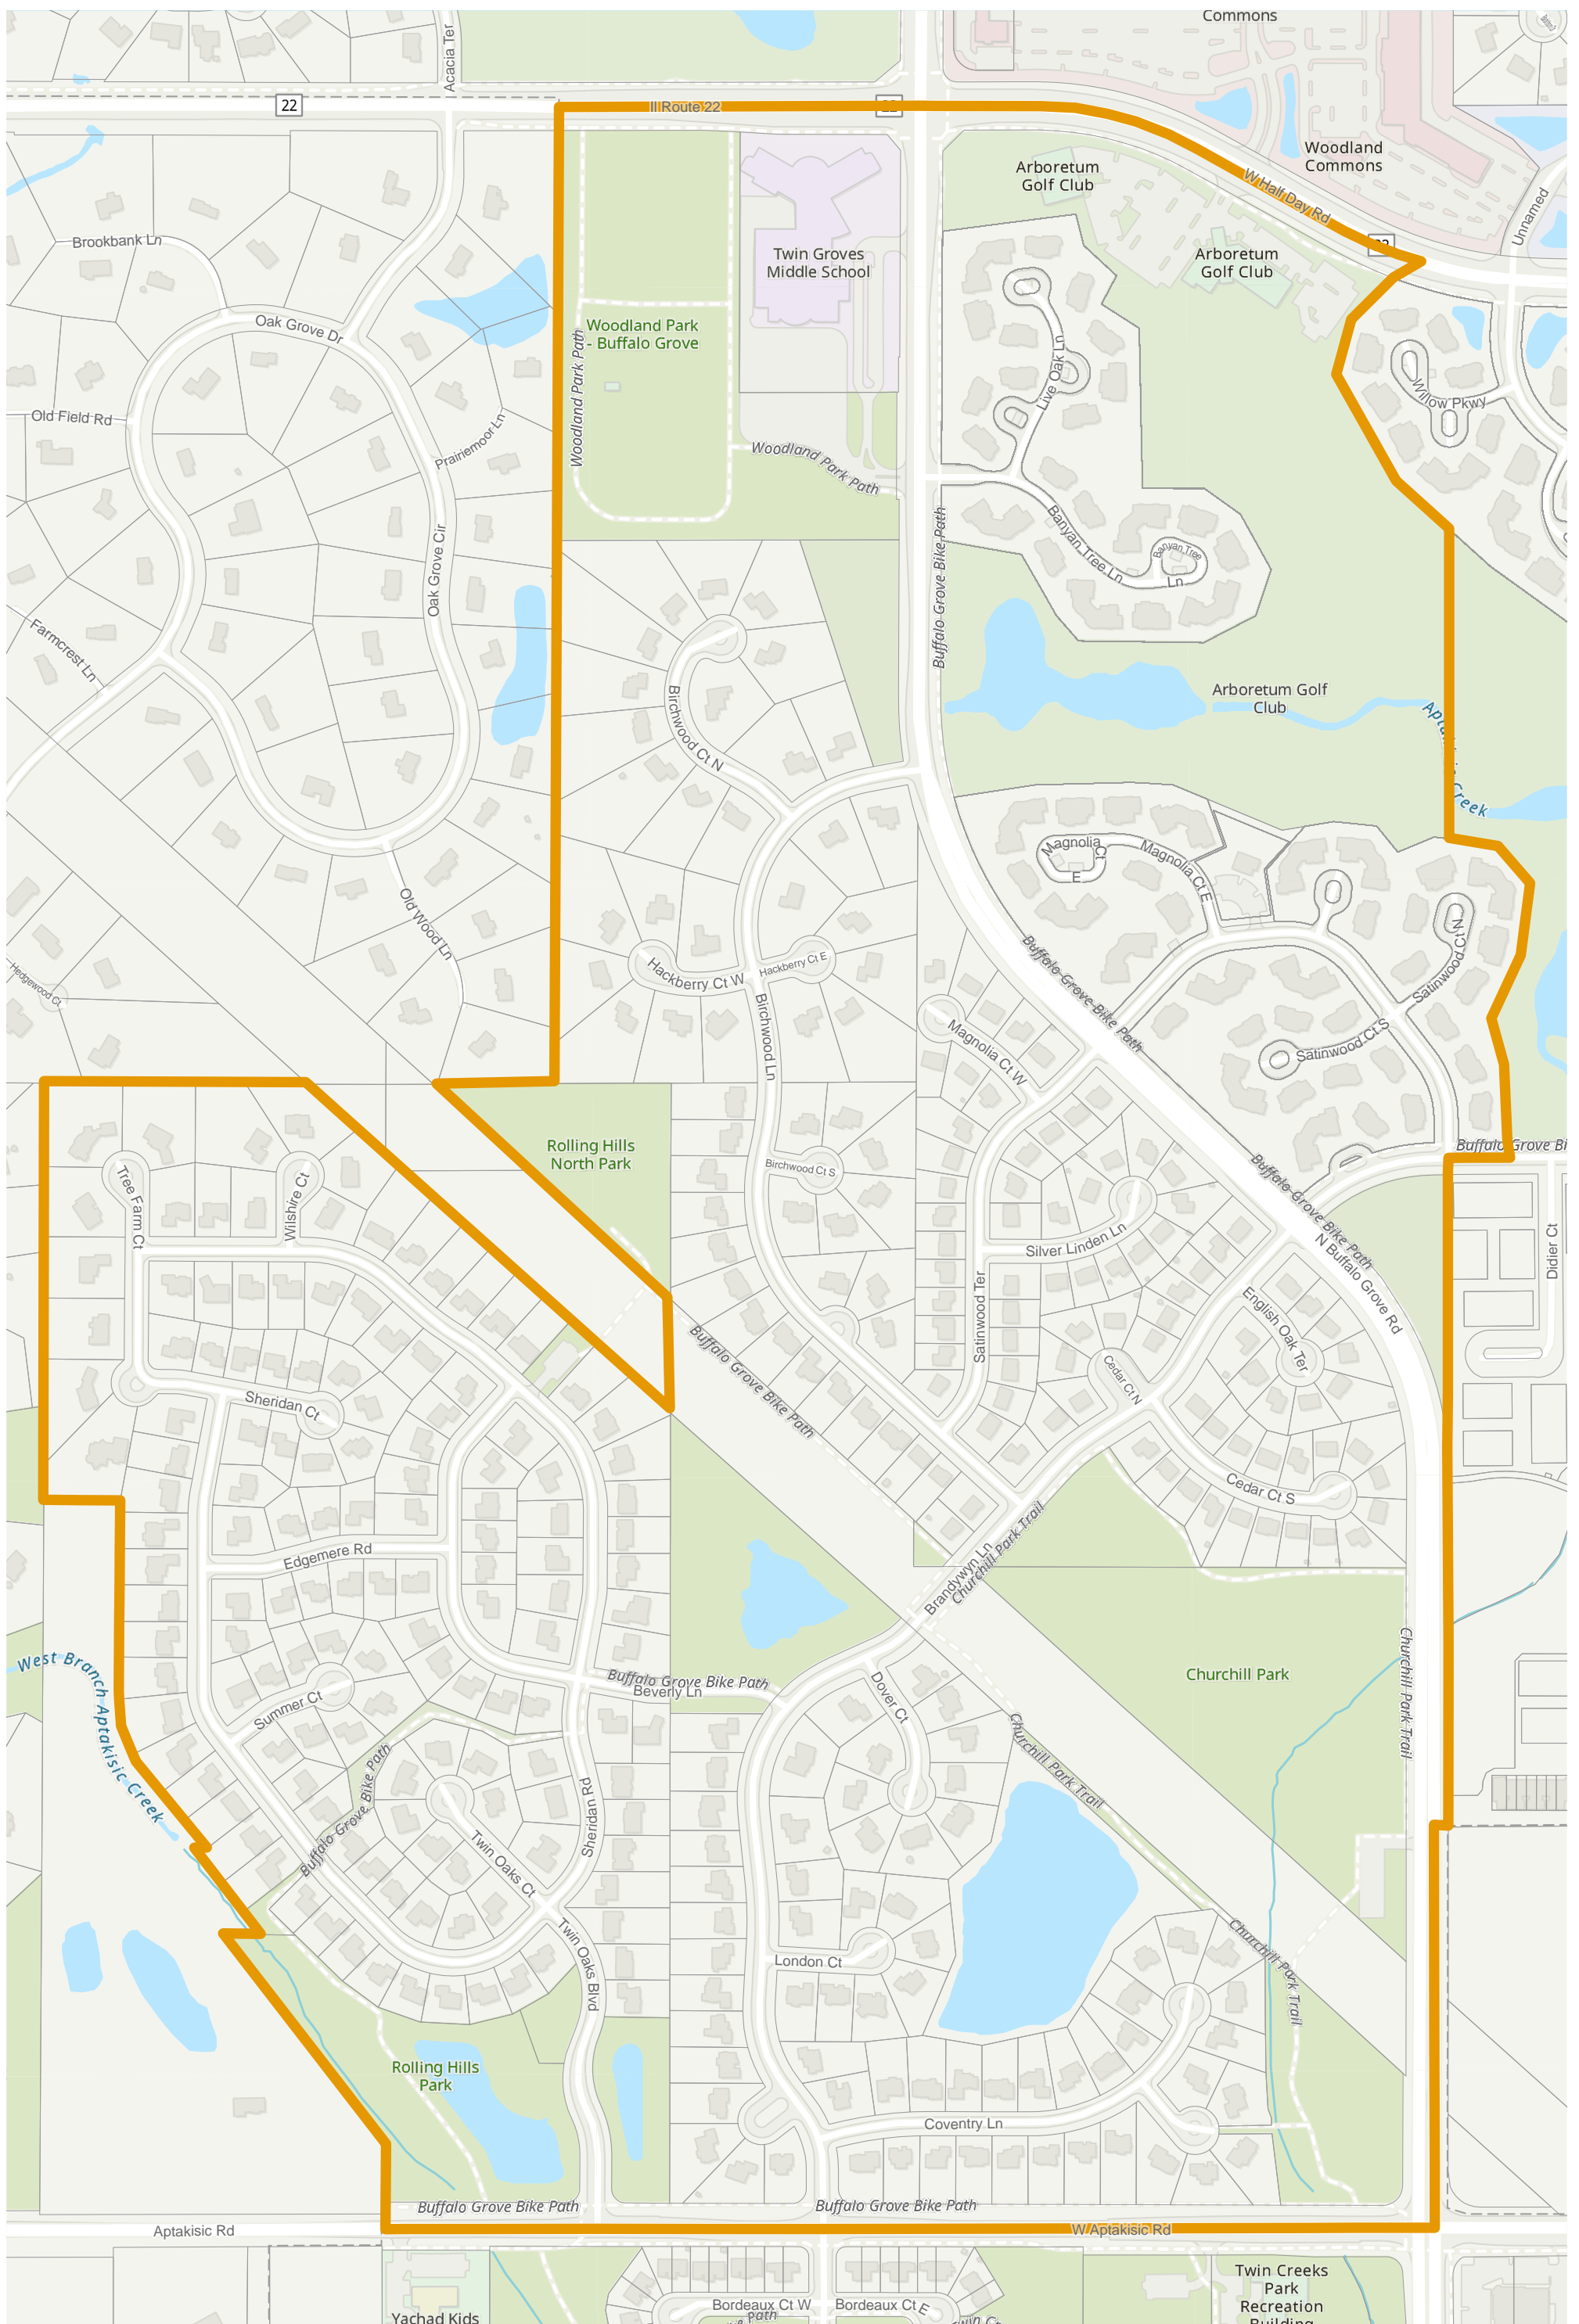 Commons
Acacia Ter
22
Il Route 22
22
Woodland
Commons
Arboretum
Golf Club
W Half Day Rd
Unnamed
22
Brookbank Ln
Twin Groves
Middle School
Arboretum
Golf Club
Oak Grove Dr
Woodland Park
- Buffalo Grove
Woodland Park Path
Live Oak Ln
Willow Pkwy
Old Field Rd
Prairiemoor Ln
Woodland Park Path
Oak Grove Cir
Buffalo Grove Bike Path
Banyan Tree Ln
Banyan Tree
Ln
Farmcrest Ln
Birchwood Ct N
Arboretum Golf
Club
Aptakisic Creek
Magnolia
Ct
E
Magnolia Ct E
Old Wood Ln
Satinwood Ct N
Hedgewood Ct
Hackberry Ct W
Hackberry Ct E
Buffalo Grove Bike Path
Birchwood Ln
Magnolia Ct W
Satinwood Ct S
Rolling Hills
North Park
Birchwood Ct S
Buffalo Grove Bi
Buffalo Grove Bike Path
Tree Farm Ct
Wilshire Ct
Silver Linden Ln
N Buffalo Grove Rd
Didier Ct
Satinwood Ter
English Oak Ter
Buffalo Grove Bike Path
Cedar Ct N
Sheridan Ct
Cedar Ct S
Edgemere Rd
Brandywyn Ln
Churchill Park Trail
West Branch Aptakisic Creek
Buffalo Grove Bike Path
Beverly Ln
Churchill Park
Churchill Park Trail
Summer Ct
Dover Ct
Churchill Park Trail
Buffalo Grove Bike Path
Sheridan Rd
Twin Oaks Ct
Twin Oaks Blvd
London Ct
Churchill Park Trail
Rolling Hills
Park
Coventry Ln
Buffalo Grove Bike Path
Buffalo Grove Bike Path
Aptakisic Rd
W Aptakisic Rd
Twin Creeks
Park
Recreation
Building
Yachad Kids
Bordeaux Ct W
Bordeaux Ct E
Path